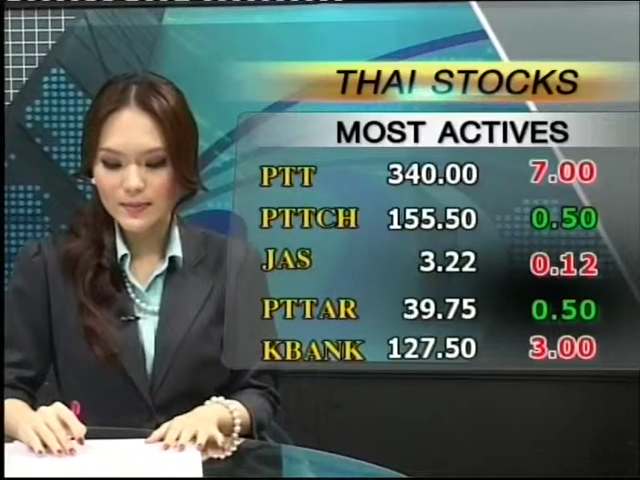 THAI STOCKS
MOST ACTIVES
PTT 340.00 7.00
PTTCH 155.50 0.50
JAS 3.22 0.12
PTTAR 39.75 0.50
KBANK 127.50 3.00